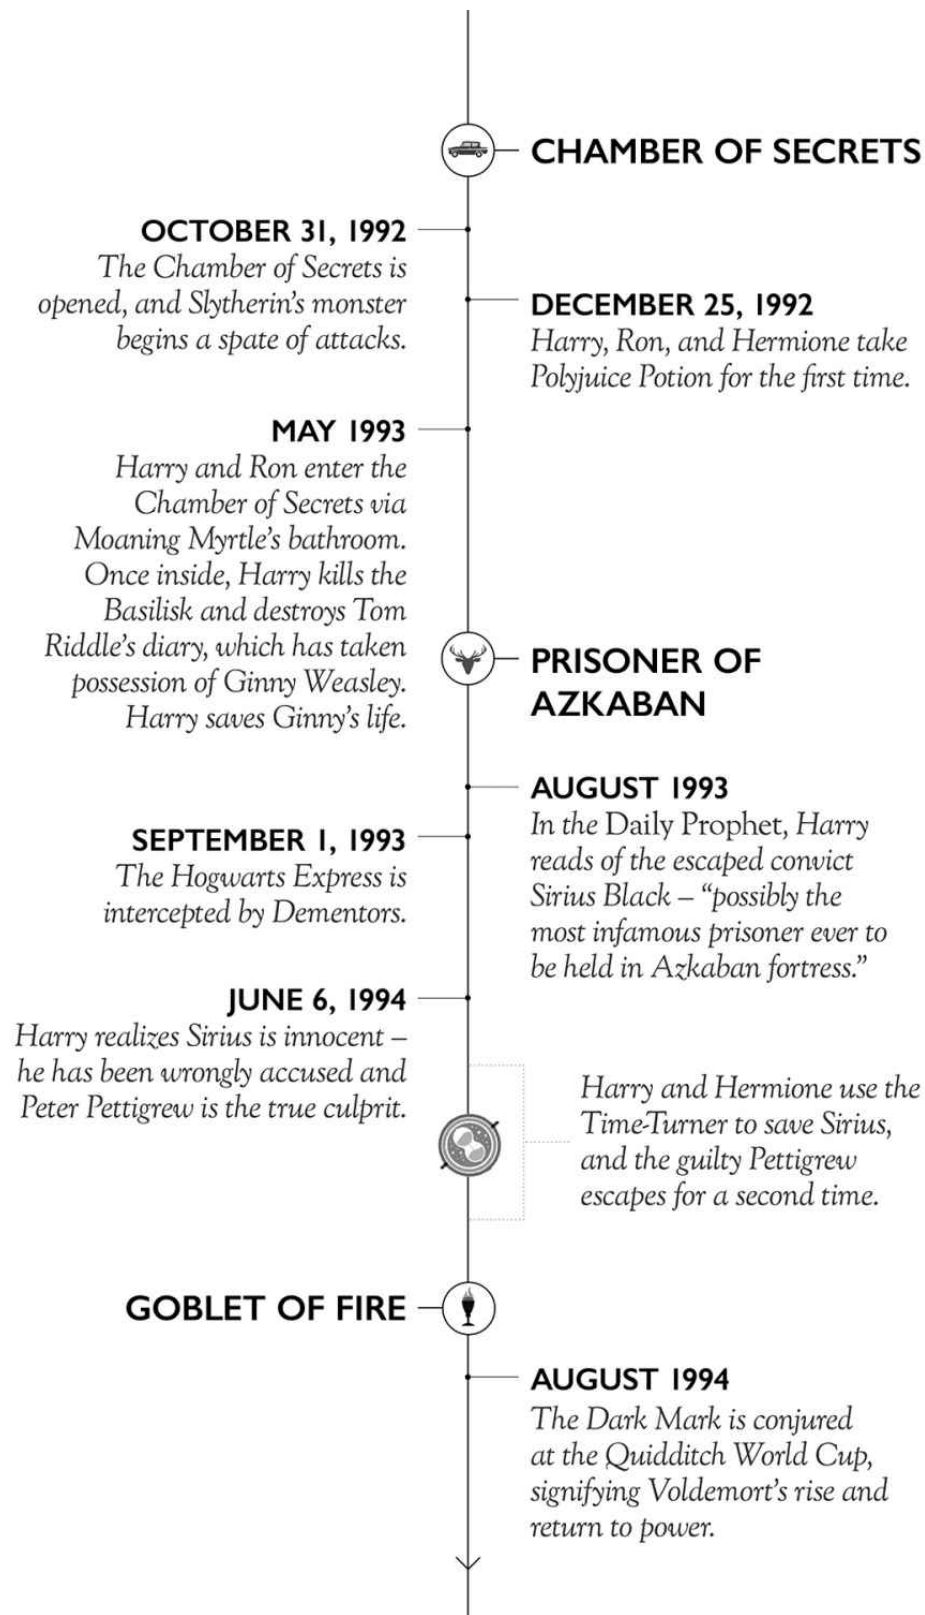 CHAMBER OF SECRETS
OCTOBER 31, 1992
The Chamber of Secrets is
opened, and Slytherin’s monster
begins a spate of attacks.
DECEMBER 25, 1992
Harry, Ron, and Hermione take
Polyjuice Potion for the first time.
MAY 1993
Harry and Ron enter the
Chamber of Secrets via
Moaning Myrtle’s bathroom.
Once inside, Harry kills the
Basilisk and destroys Tom
Riddle’s diary, which has taken
possession of Ginny Weasley.
Harry saves Ginny’s life.
PRISONER OF
AZKABAN
AUGUST 1993
In the Daily Prophet, Harry
reads of the escaped convict
Sirius Black – “possibly the
most infamous prisoner ever to
be held in Azkaban fortress.”
SEPTEMBER 1, 1993
The Hogwarts Express is
intercepted by Dementors.
JUNE 6, 1994
Harry realizes Sirius is innocent –
he has been wrongly accused and
Peter Pettigrew is the true culprit.
Harry and Hermione use the
Time-Turner to save Sirius,
and the guilty Pettigrew
escapes for a second time.
GOBLET OF FIRE
AUGUST 1994
The Dark Mark is conjured
at the Quidditch World Cup,
signifying Voldemort’s rise and
return to power.